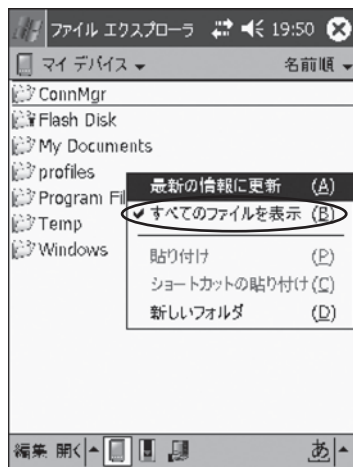 ファイル エクスプローラ 19:50
マイ デバイス 名前順
ConnMgr
Flash Disk
My Documents
profiles
Program Fil
Temp
Windows
最新の情報に更新 (A)
すべてのファイルを表示 (B)
貼り付け (P)
ショートカットの貼り付け (C)
新しいフォルダ (D)
編集 開く あ